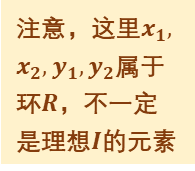 注意，这里x₁,
x₂, y₁, y₂属于
环R，不一定
是理想I的元素